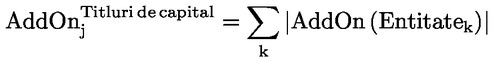 AddOn_j^{Titluri de capital} = ∑_k |AddOn (Entitate_k)|